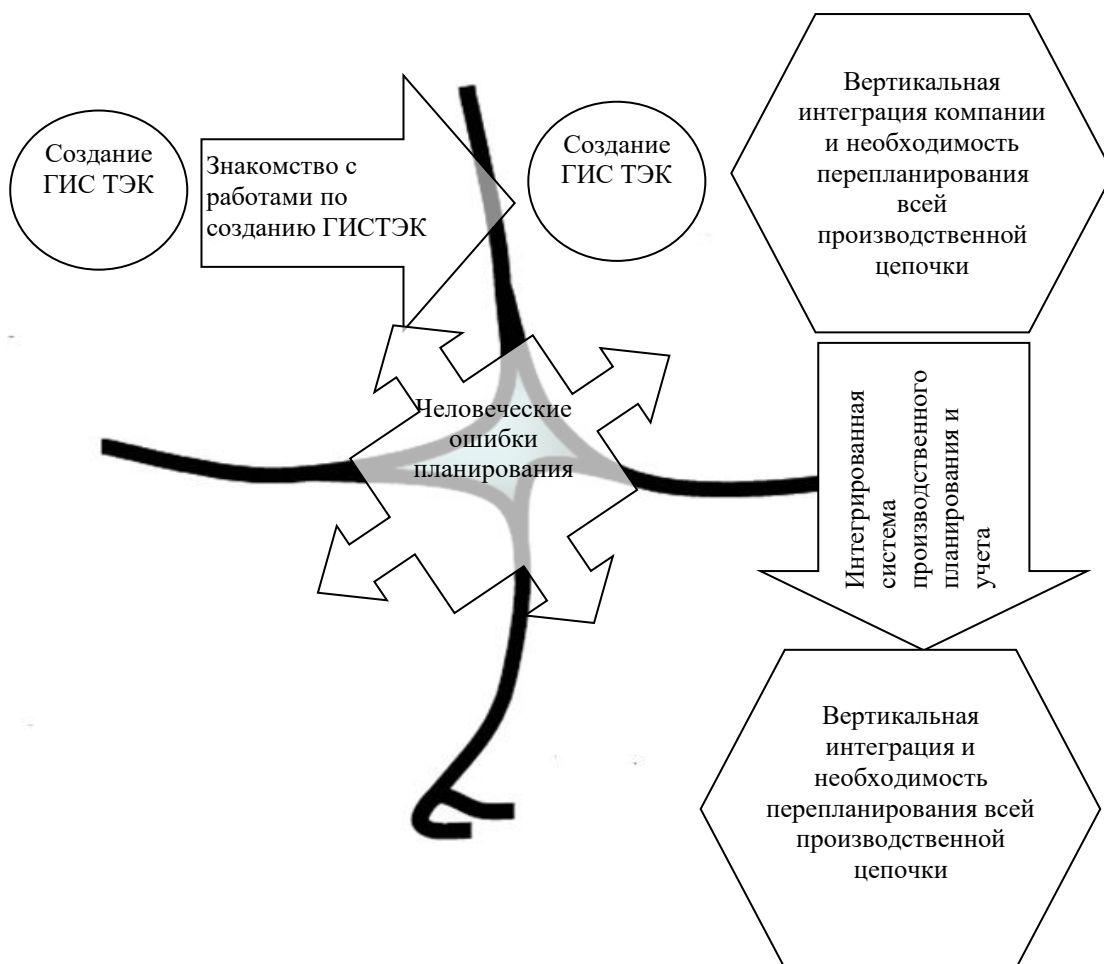 Создание
ГИС ТЭК
Знакомство с
работами по
созданию ГИСТЭК
Создание
ГИС ТЭК
Вертикальная
интеграция компании
и необходимость
перепланирования
всей
производственной
цепочки
Человеческие
ошибки
планирования
Интегрированная
система
производственного
планирования и
учета
Вертикальная
интеграция и
необходимость
перепланирования всей
производственной
цепочки